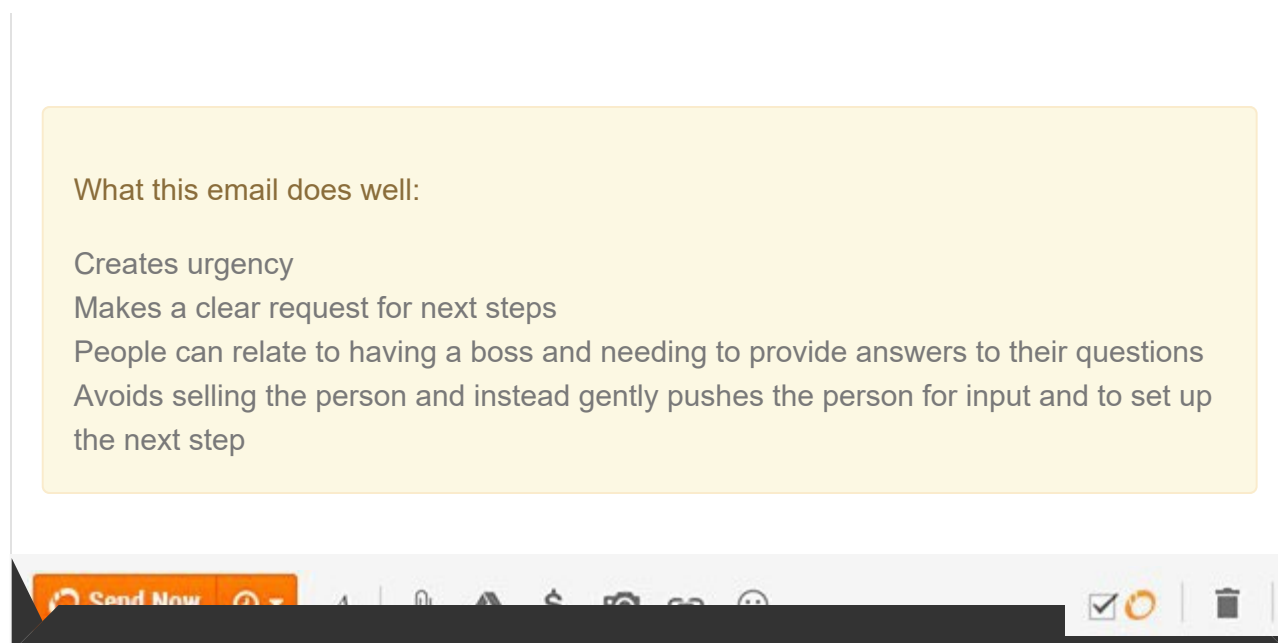 What this email does well:
Creates urgency
Makes a clear request for next steps
People can relate to having a boss and needing to provide answers to their questions
Avoids selling the person and instead gently pushes the person for input and to set up
the next step
Send Now